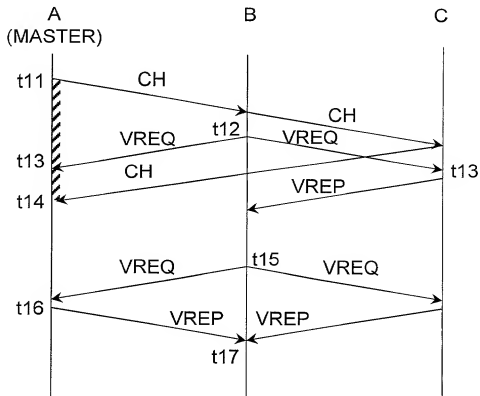 A B C
(MASTER)
t11
CH
CH
t12
VREQ
VREQ
t13
CH
t13
VREP
t14
t15
VREQ
VREQ
t16
VREP
VREP
t17